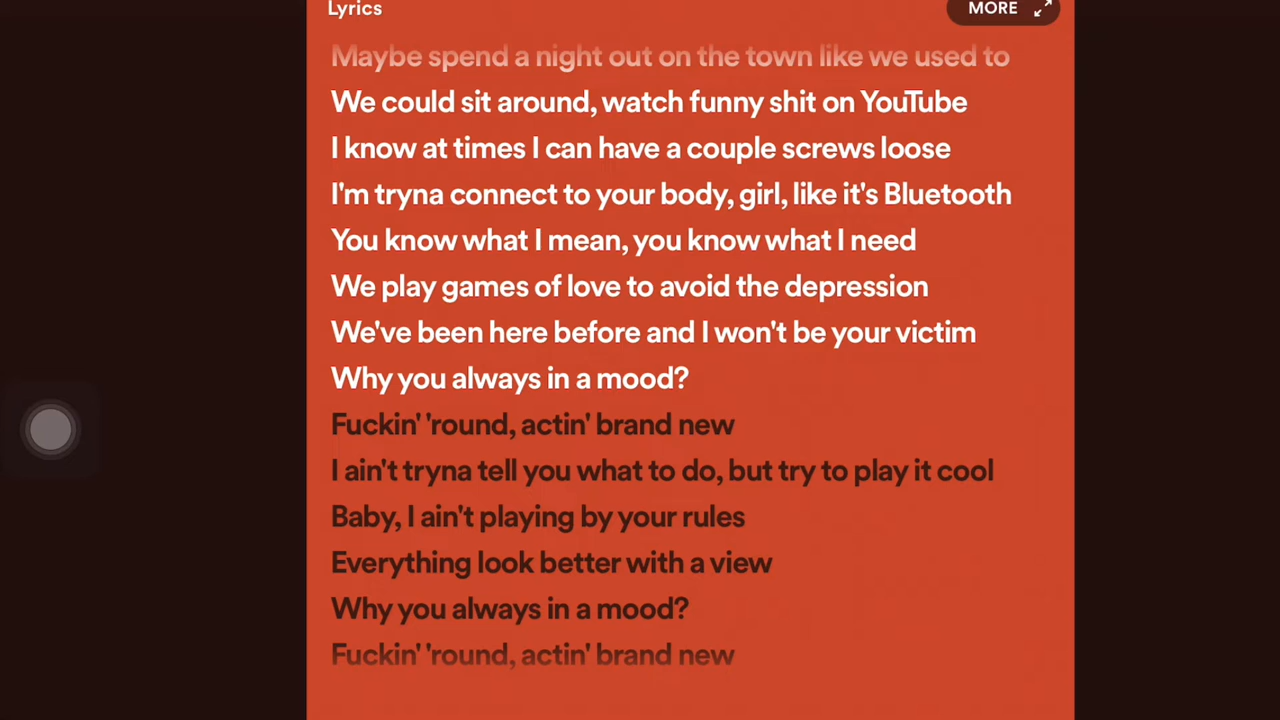 Lyrics
MORE
Maybe spend a night out on the town like we used to
We could sit around, watch funny shit on YouTube
I know at times I can have a couple screws loose
I'm tryna connect to your body, girl, like it's Bluetooth
You know what I mean, you know what I need
We play games of love to avoid the depression
We've been here before and I won't be your victim
Why you always in a mood?
Fuckin' 'round, actin' brand new
I ain't tryna tell you what to do, but try to play it cool
Baby, I ain't playing by your rules
Everything look better with a view
Why you always in a mood?
Fuckin' 'round, actin' brand new